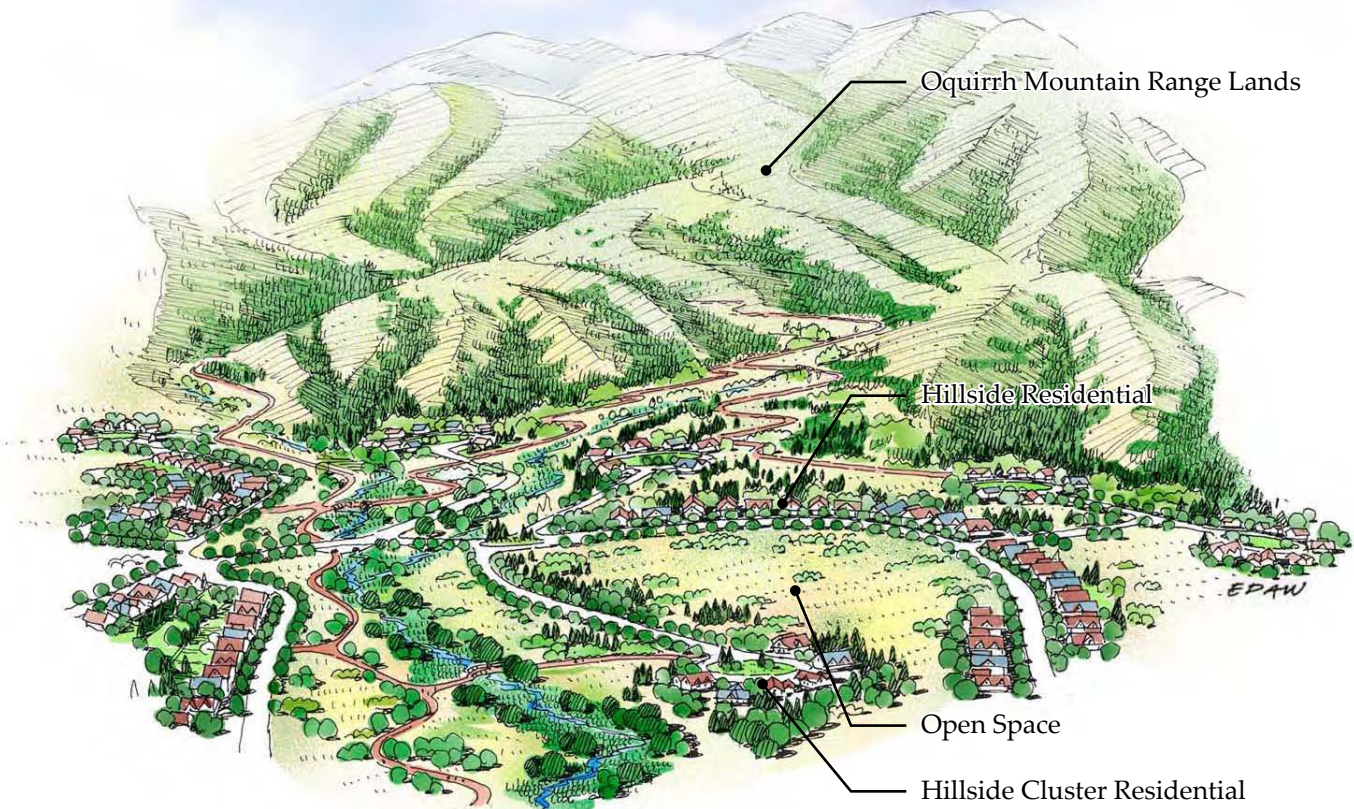 Oquirrh Mountain Range Lands
Hillside Residential
EDAW
Open Space
Hillside Cluster Residential